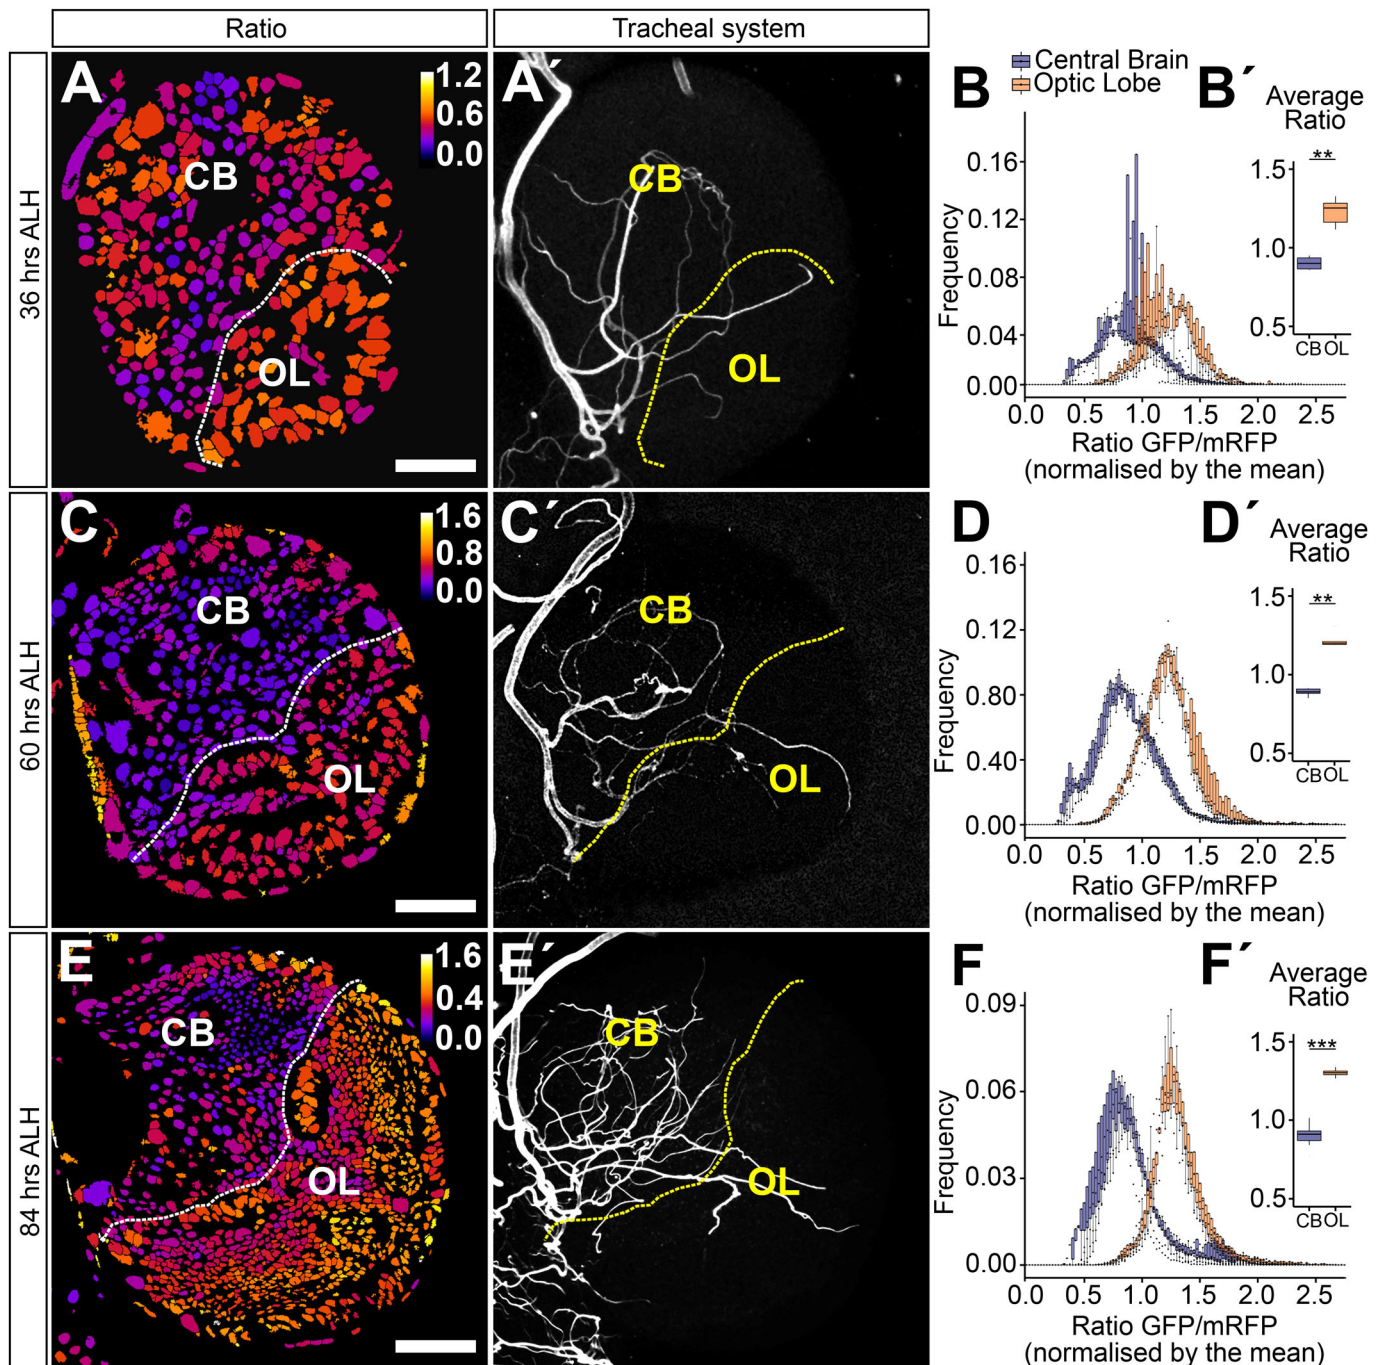 Ratio
Tracheal system
36 hrs ALH
A
1.2
0.6
0.0
CB
OL
A´
CB
OL
B
Central Brain
Optic Lobe
Frequency
0.16
0.12
0.08
0.04
0.00
0.0 0.5 1.0 1.5 2.0 2.5
Ratio GFP/mRFP
(normalised by the mean)
B´
Average
Ratio
**
1.5
1.0
0.5
CB OL
60 hrs ALH
C
1.6
0.8
0.0
CB
OL
C´
CB
OL
D
Frequency
0.16
0.12
0.80
0.40
0.00
0.0 0.5 1.0 1.5 2.0 2.5
Ratio GFP/mRFP
(normalised by the mean)
D´
Average
Ratio
**
1.5
1.0
0.5
CB OL
84 hrs ALH
E
1.6
0.4
0.0
CB
OL
E´
CB
OL
F
Frequency
0.09
0.06
0.03
0.00
0.0 0.5 1.0 1.5 2.0 2.5
Ratio GFP/mRFP
(normalised by the mean)
F´
Average
Ratio
***
1.5
1.0
0.5
CB OL